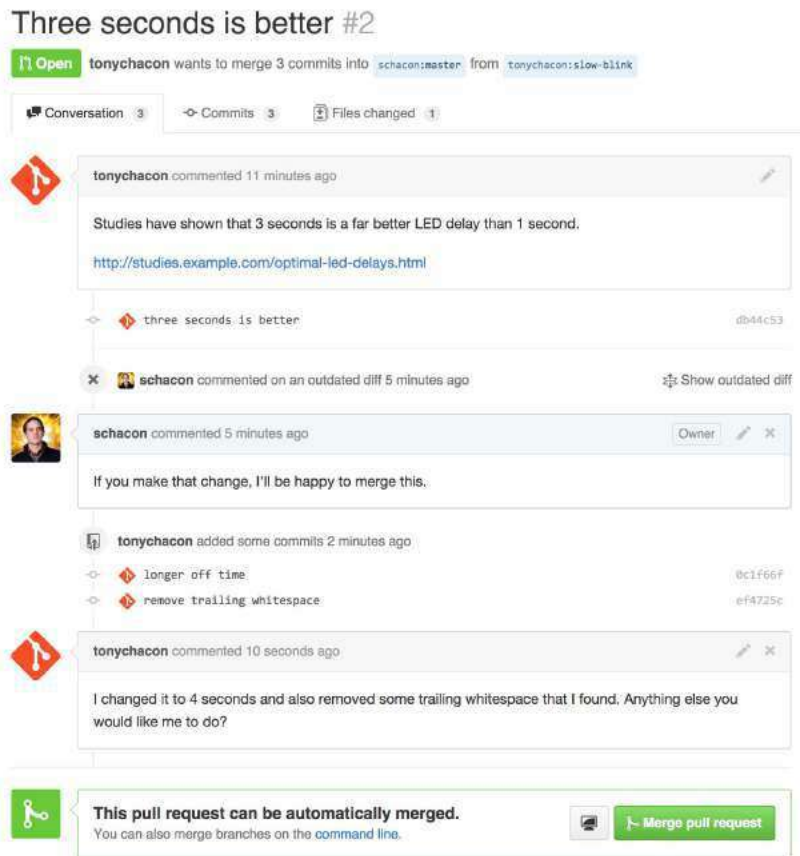 Three seconds is better #2
Open tonychacon wants to merge 3 commits into schacon:master from tonychacon:slow-blink
Conversation 3 Commits 3 Files changed 1
tonychacon commented 11 minutes ago
Studies have shown that 3 seconds is a far better LED delay than 1 second.
http://studies.example.com/optimal-led-delays.html
three seconds is better db44c53
schacon commented on an outdated diff 5 minutes ago Show outdated diff
schacon commented 5 minutes ago Owner
If you make that change, I'll be happy to merge this.
tonychacon added some commits 2 minutes ago
longer off time 0c1f66f
remove trailing whitespace ef4725c
tonychacon commented 10 seconds ago
I changed it to 4 seconds and also removed some trailing whitespace that I found. Anything else you
would like me to do?
This pull request can be automatically merged.
You can also merge branches on the command line.
Merge pull request